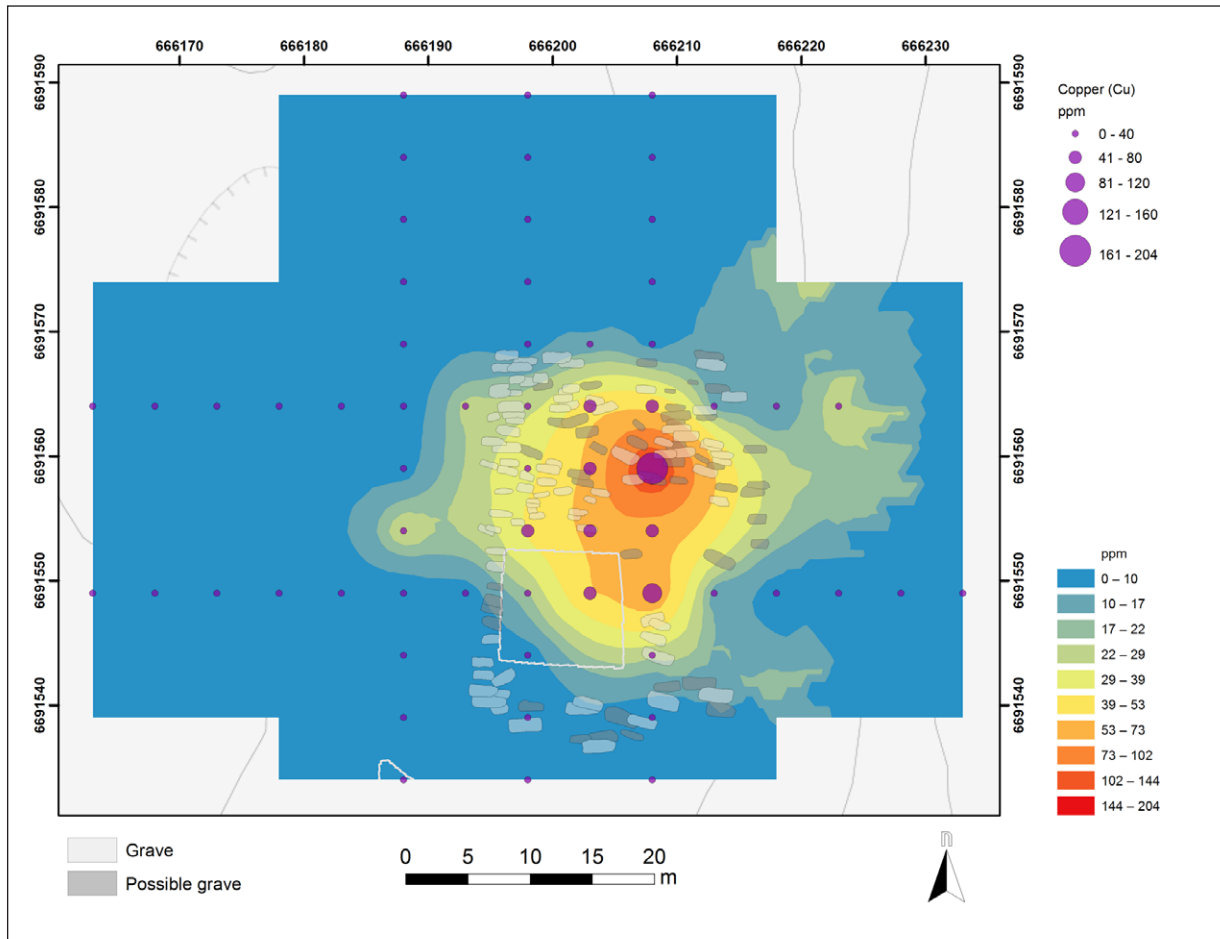 666170 666180 666190 666200 666210 666220 666230
6691590 6691580 6691570 6691560 6691550 6691540
6691590 6691580 6691570 6691560 6691550 6691540
Copper (Cu)
ppm
0 - 40
41 - 80
81 - 120
121 - 160
161 - 204
ppm
0 – 10
10 – 17
17 – 22
22 – 29
29 – 39
39 – 53
53 – 73
73 – 102
102 – 144
144 – 204
Grave
Possible grave
0 5 10 15 20
m
n